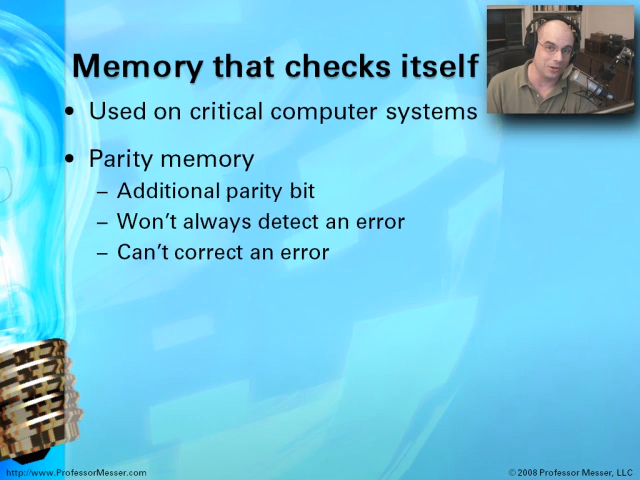 Memory that checks itself
• Used on critical computer systems
• Parity memory
– Additional parity bit
– Won't always detect an error
– Can't correct an error
http://www.ProfessorMesser.com
© 2008 Professor Messer, LLC